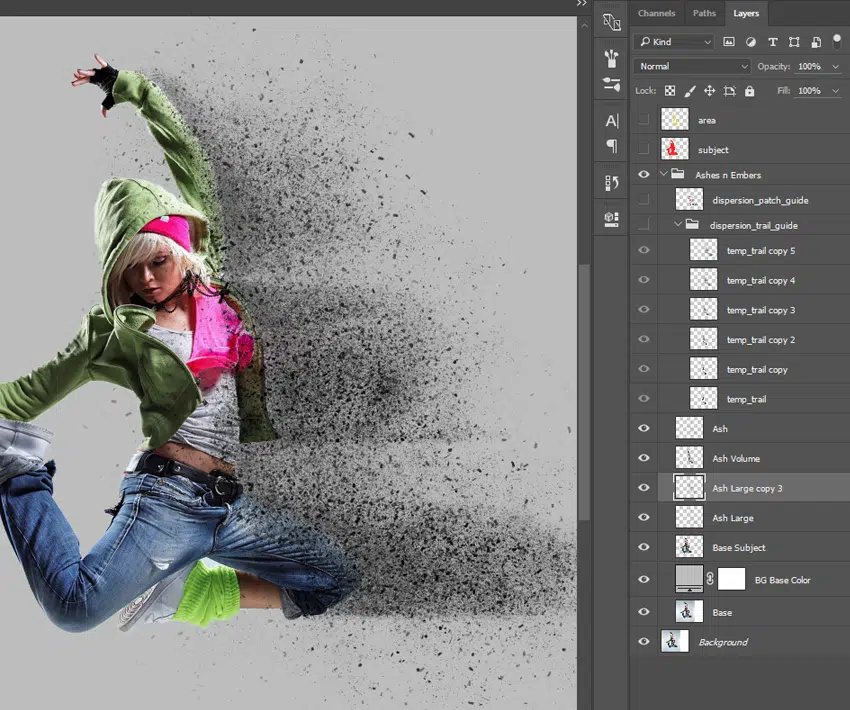 Channels Paths Layers
Kind
Normal Opacity: 100%
Lock: Fill: 100%
area
subject
Ashes n Embers
dispersion_patch_guide
dispersion_trail_guide
temp_trail copy 5
temp_trail copy 4
temp_trail copy 3
temp_trail copy 2
temp_trail copy
temp_trail
Ash
Ash Volume
Ash Large copy 3
Ash Large
Base Subject
BG Base Color
Base
Background